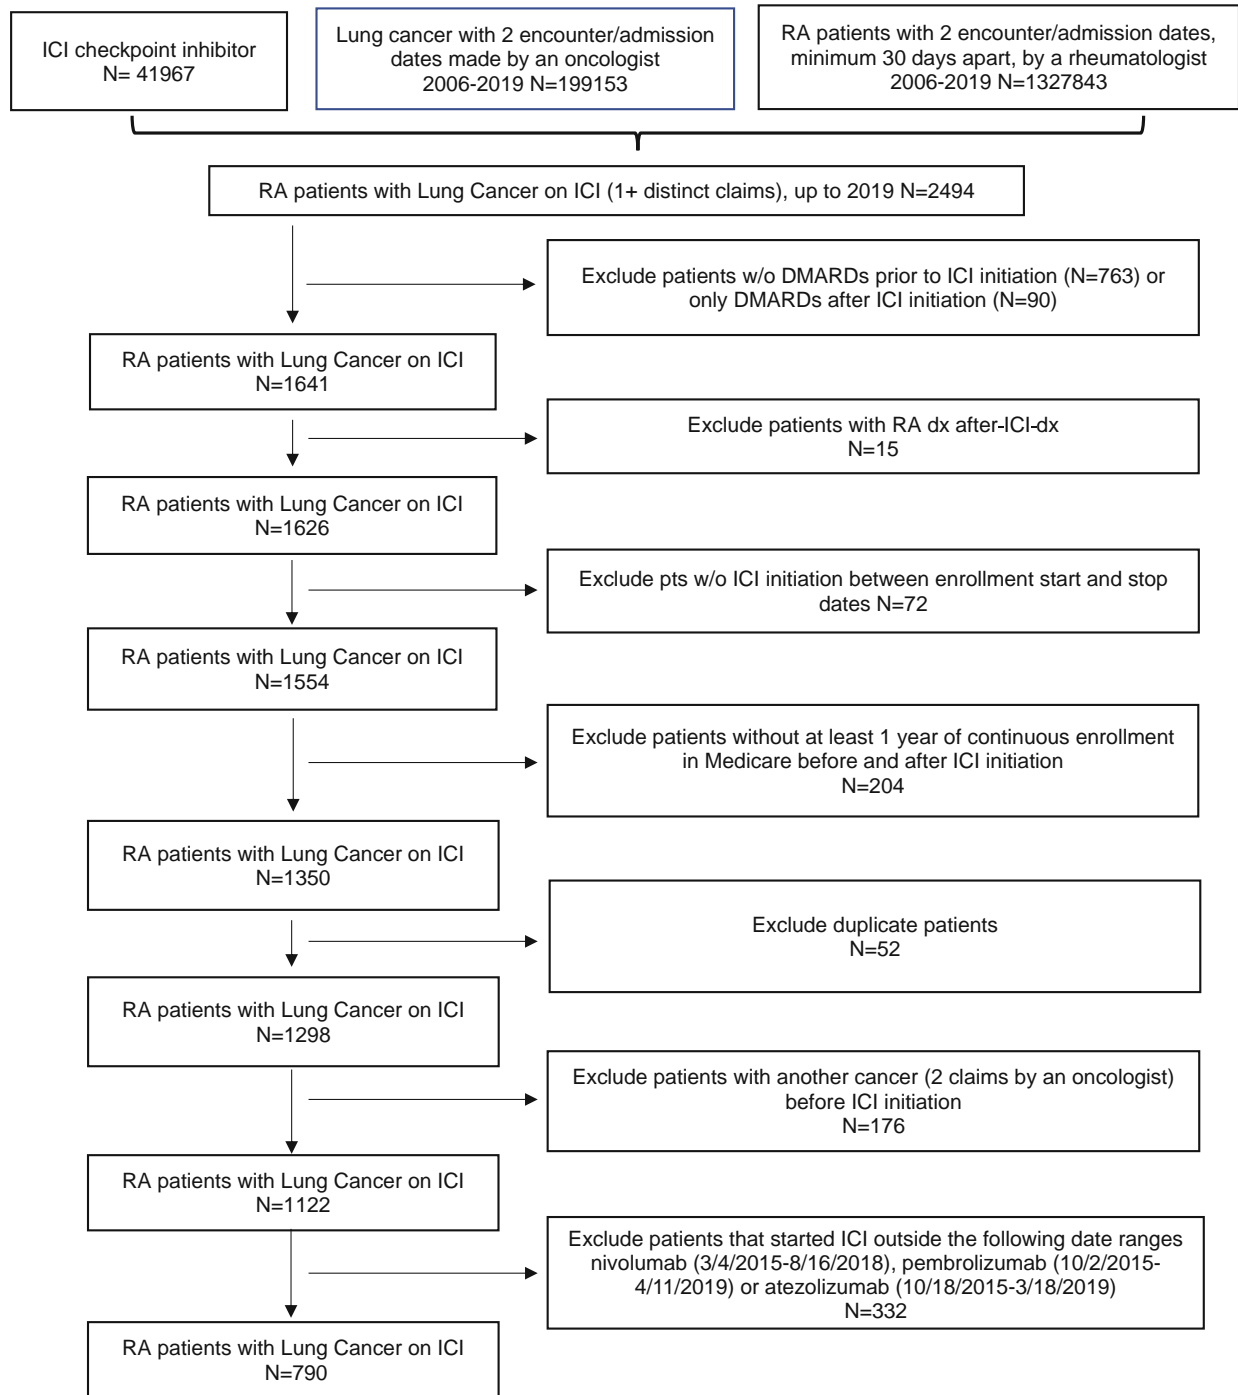 ICI checkpoint inhibitor
N= 41967
Lung cancer with 2 encounter/admission
dates made by an oncologist
2006-2019 N=199153
RA patients with 2 encounter/admission dates,
minimum 30 days apart, by a rheumatologist
2006-2019 N=1327843
RA patients with Lung Cancer on ICI (1+ distinct claims), up to 2019 N=2494
Exclude patients w/o DMARDs prior to ICI initiation (N=763) or
only DMARDs after ICI initiation (N=90)
RA patients with Lung Cancer on ICI
N=1641
Exclude patients with RA dx after-ICI-dx
N=15
RA patients with Lung Cancer on ICI
N=1626
Exclude pts w/o ICI initiation between enrollment start and stop
dates N=72
RA patients with Lung Cancer on ICI
N=1554
Exclude patients without at least 1 year of continuous enrollment
in Medicare before and after ICI initiation
N=204
RA patients with Lung Cancer on ICI
N=1350
Exclude duplicate patients
N=52
RA patients with Lung Cancer on ICI
N=1298
Exclude patients with another cancer (2 claims by an oncologist)
before ICI initiation
N=176
RA patients with Lung Cancer on ICI
N=1122
Exclude patients that started ICI outside the following date ranges
nivolumab (3/4/2015-8/16/2018), pembrolizumab (10/2/2015-
4/11/2019) or atezolizumab (10/18/2015-3/18/2019)
N=332
RA patients with Lung Cancer on ICI
N=790